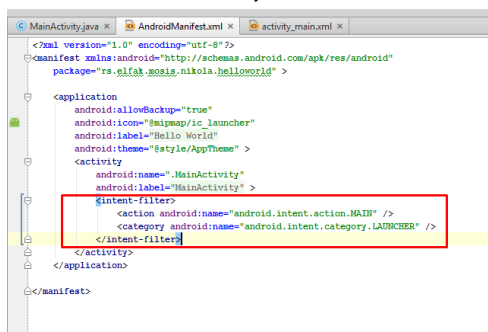 MainActivity.java × AndroidManifest.xml × activity_main.xml ×
<?xml version="1.0" encoding="utf-8"?>
<manifest xmlns:android="http://schemas.android.com/apk/res/android"
package="rs.elfak.mosis.nikola.helloworld" >
<application
android:allowBackup="true"
android:icon="@mipmap/ic_launcher"
android:label="Hello World"
android:theme="@style/AppTheme" >
<activity
android:name=".MainActivity"
android:label="MainActivity" >
<intent-filter>
<action android:name="android.intent.action.MAIN" />
<category android:name="android.intent.category.LAUNCHER" />
</intent-filter>
</activity>
</application>
</manifest>